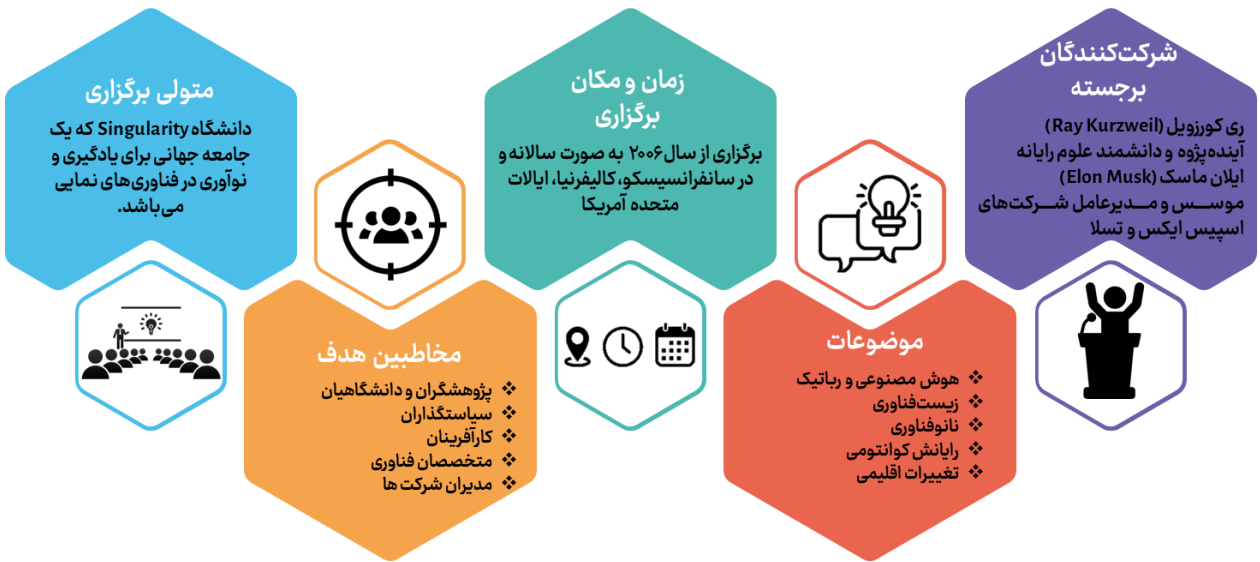 شرکت‌کنندگان
برجسته
ری کورزویل (Ray Kurzweil)
آینده‌پژوه و دانشمند علوم رایانه
ایلان ماسک (Elon Musk)
موسس و مدیرعامل شرکت‌های
اسپیس ایکس و تسلا
موضوعات
❖ هوش مصنوعی و رباتیک
❖ زیست‌فناوری
❖ نانوفناوری
❖ رایانش کوانتومی
❖ تغییرات اقلیمی
زمان و مکان
برگزاری
برگزاری از سال ۲۰۰۶ به صورت سالانه و
در سانفرانسیسکو، کالیفرنیا، ایالات
متحده آمریکا
مخاطبین هدف
❖ پژوهشگران و دانشگاهیان
❖ سیاستگذاران
❖ کارآفرینان
❖ متخصصان فناوری
❖ مدیران شرکت ها
متولی برگزاری
دانشگاه Singularity که یک
جامعه جهانی برای یادگیری و
نوآوری در فناوری‌های نمایی
می‌باشد.